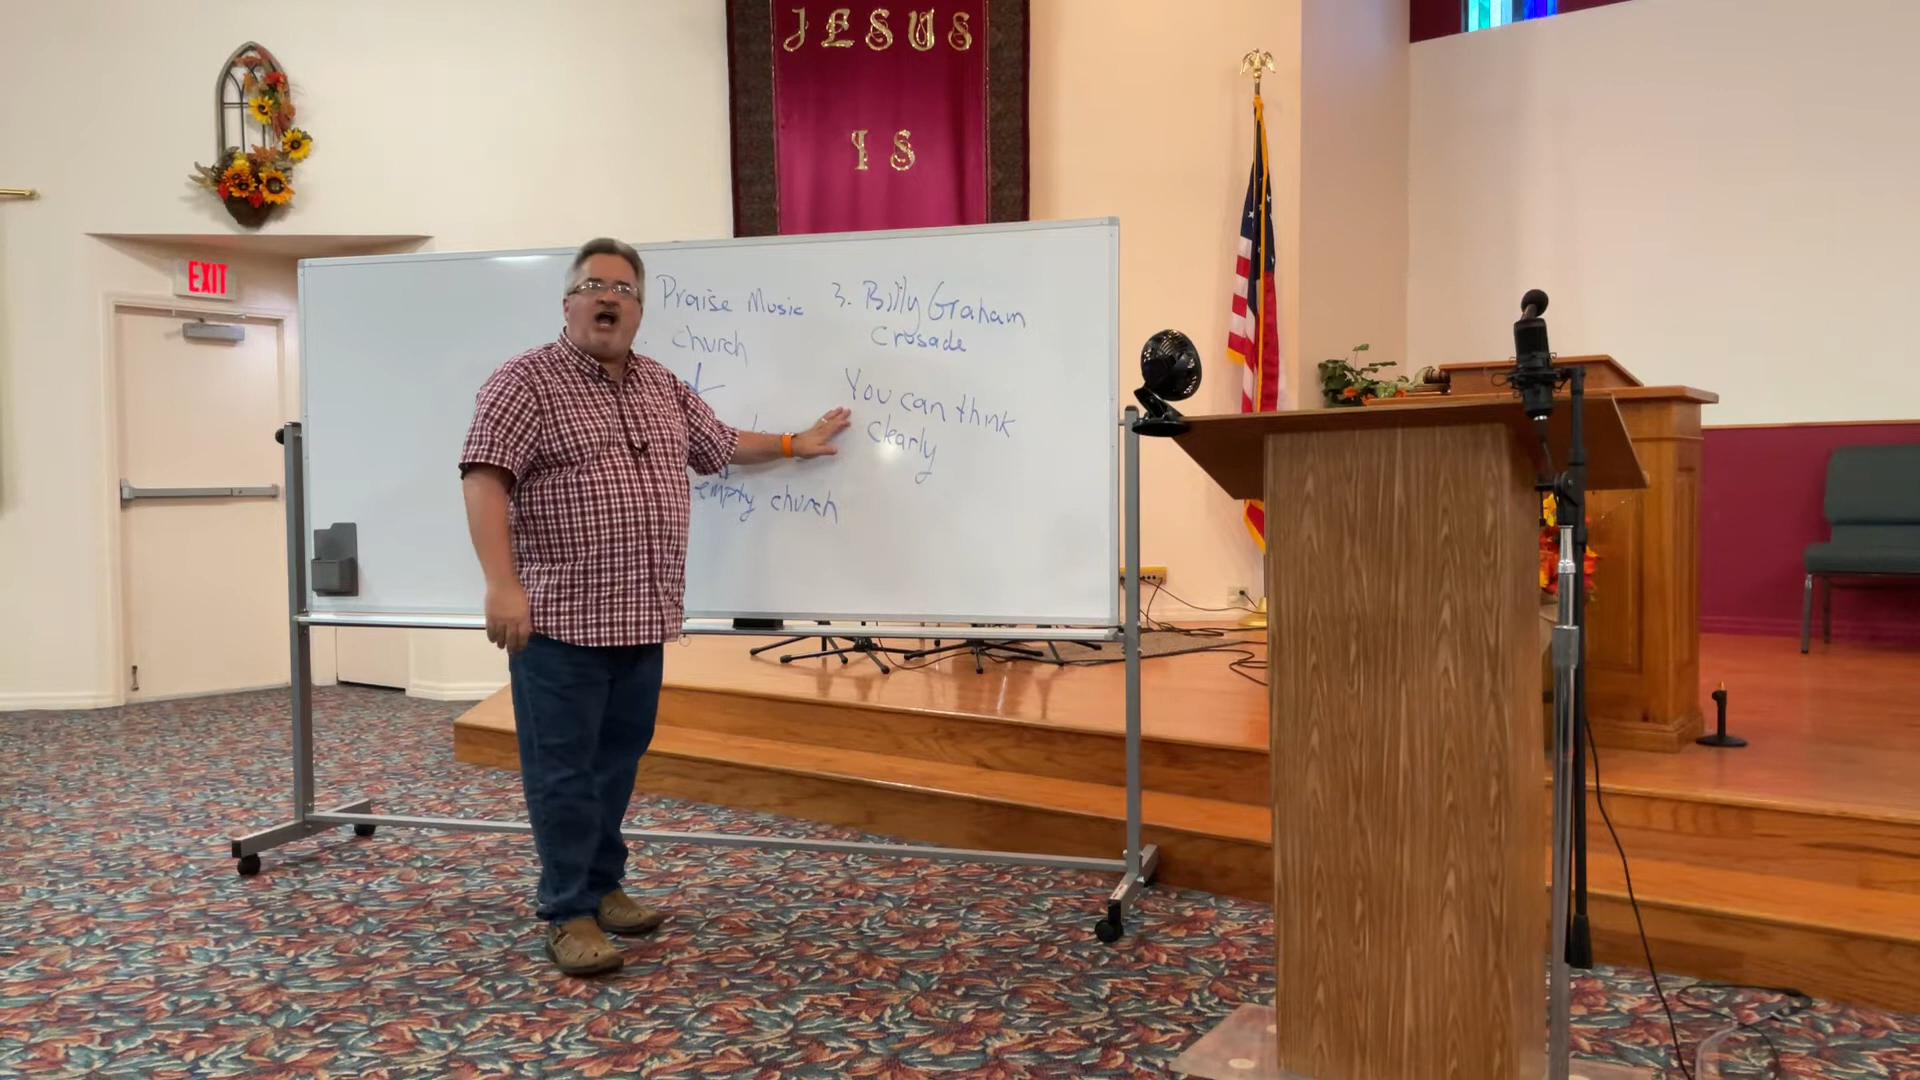 JESUS
IS
EXIT
Praise Music
church
empty church
3. Billy Graham
Crusade
You can think
clearly